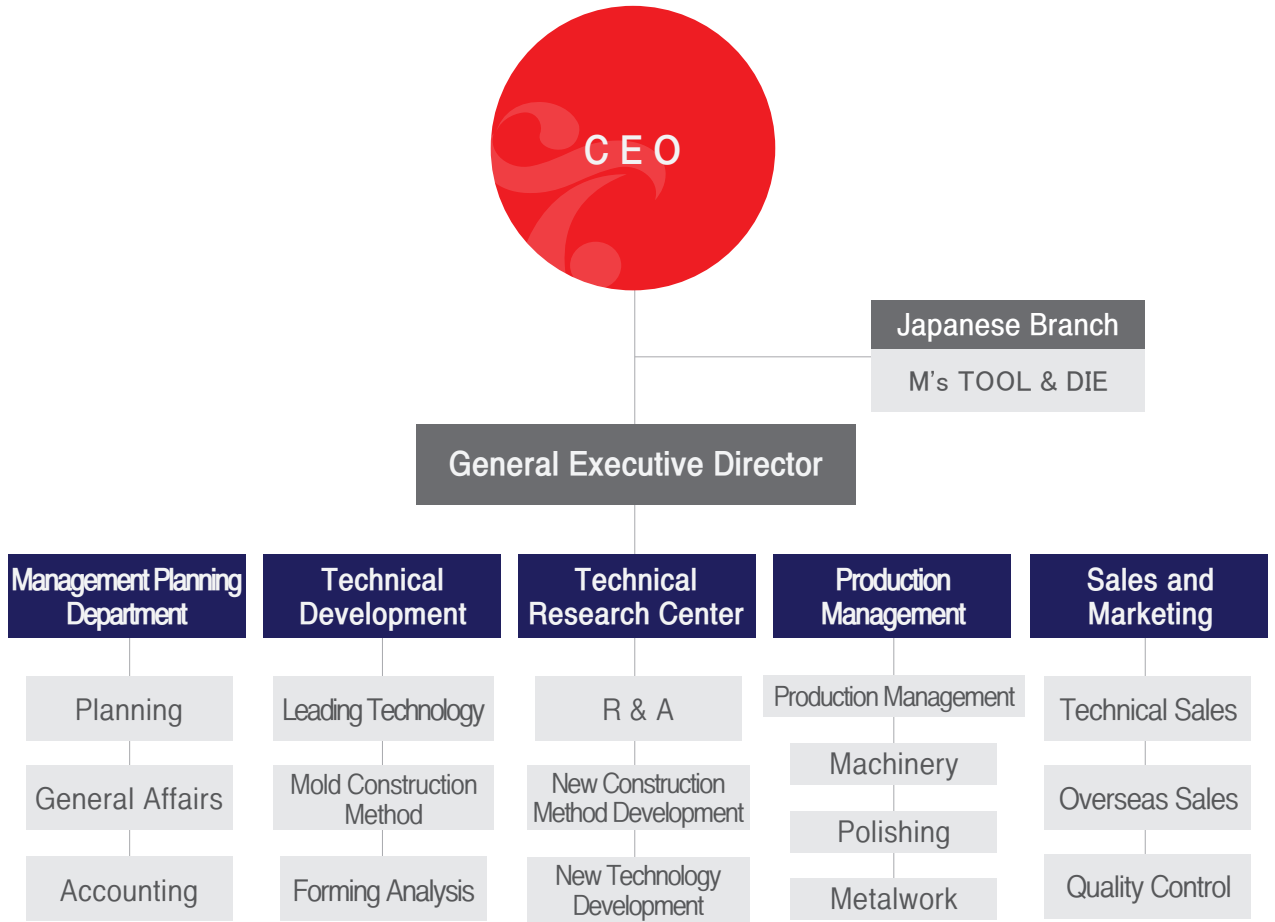 CEO
Japanese Branch
M's TOOL & DIE
General Executive Director
Management Planning
Department
Planning
General Affairs
Accounting
Technical
Development
Leading Technology
Mold Construction
Method
Forming Analysis
Technical
Research Center
R & A
New Construction
Method Development
New Technology
Development
Production
Management
Production Management
Machinery
Polishing
Metalwork
Sales and
Marketing
Technical Sales
Overseas Sales
Quality Control